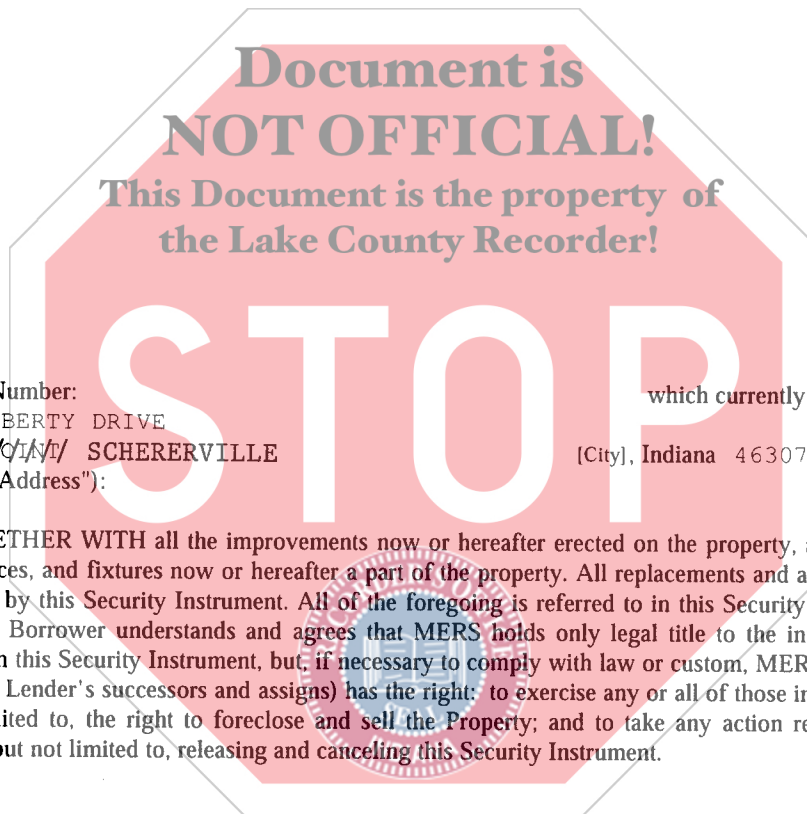 Document is
NOT OFFICIAL!
This Document is the property of
the Lake County Recorder!
STOP
Number: which currently
BERTY DRIVE
SCHERERVILLE [City], Indiana 46307
Address"):
ETHER WITH all the improvements now or hereafter erected on the property,
ces, and fixtures now or hereafter a part of the property. All replacements and a
by this Security Instrument. All of the foregoing is referred to in this Security
Borrower understands and agrees that MERS holds only legal title to the in
n this Security Instrument, but, if necessary to comply with law or custom, MER
Lender's successors and assigns) has the right: to exercise any or all of those in
ited to, the right to foreclose and sell the Property; and to take any action re
but not limited to, releasing and canceling this Security Instrument.
SEAL